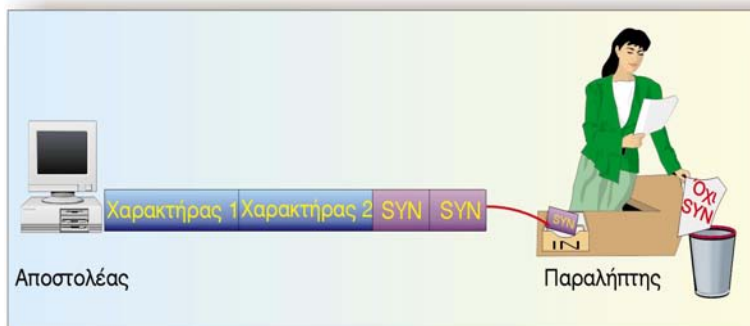 Χαρακτήρας 1 Χαρακτήρας 2 SYN SYN
Όχι
SYN
SYN
IN
Αποστολέας
Παραλήπτης